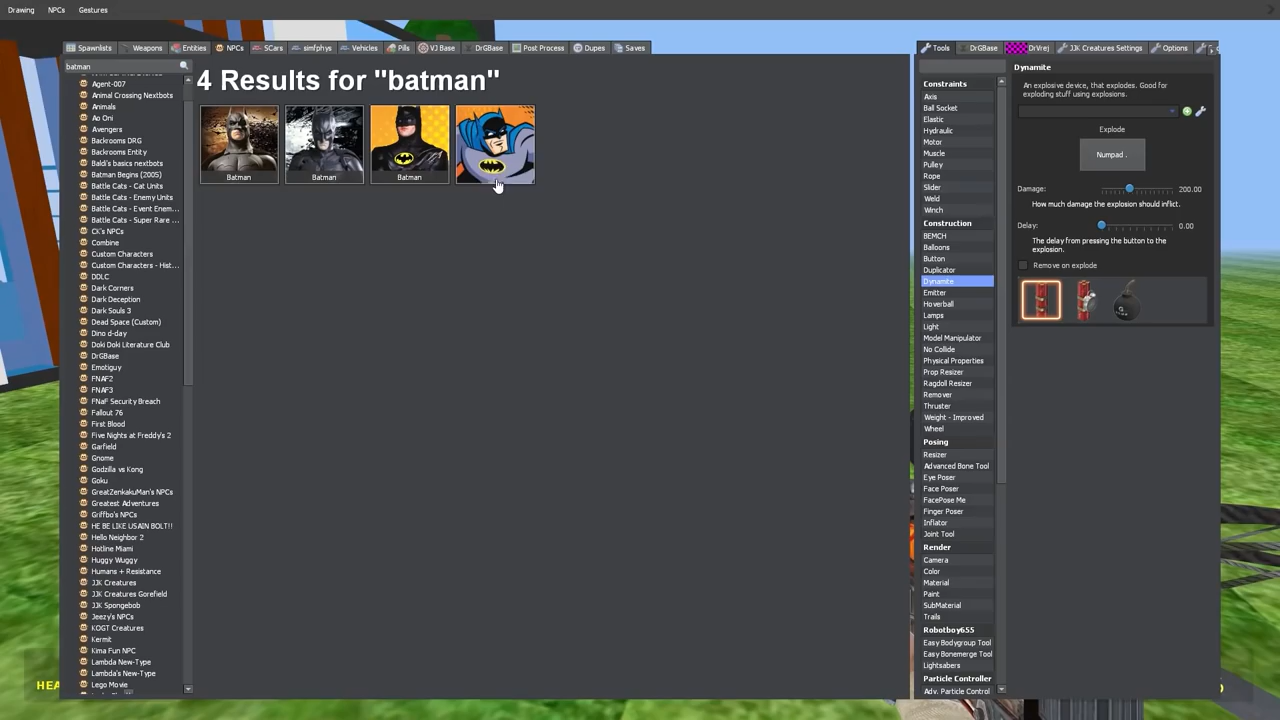 Drawing NPCs Gestures
Spawnlists Weapons Entities NPCs SCars simfphys Vehicles Pills VJ Base DrGBase Post Process Dupes Saves
batman
Agent-007
Animal Crossing Nextbots
Animals
Ao Oni
Avengers
Backrooms DRG
Backrooms Entity
Baldi's basics nextbots
Batman Begins (2005)
Battle Cats - Cat Units
Battle Cats - Enemy Units
Battle Cats - Event Enem...
Battle Cats - Super Rare ...
CK's NPCs
Combine
Custom Characters
Custom Characters - Hist...
DDLC
Dark Corners
Dark Deception
Dark Souls 3
Dead Space (Custom)
Dino d-day
Doki Doki Literature Club
DrGBase
Emotiguy
FNAF2
FNAF3
FNaF Security Breach
Fallout 76
First Blood
Five Nights at Freddy's 2
Garfield
Gnome
Godzilla vs Kong
Goku
GreatZenkakuMan's NPCs
Greatest Adventures
Griffbo's NPCs
HE BE LIKE USAIN BOLT!!
Hello Neighbor 2
Hotline Miami
Huggy Wuggy
Humans + Resistance
JJK Creatures
JJK Creatures Gorefield
JJK Spongebob
Jeezy's NPCs
KOGT Creatures
Kermit
Kima Fun NPC
Lambda New-Type
Lambda's New-Type
Lego Movie
4 Results for "batman"
Batman
Batman
Batman
Tools DrGBase DrVrej JJK Creatures Settings Options
Constraints
Axis
Ball Socket
Elastic
Hydraulic
Motor
Muscle
Pulley
Rope
Slider
Weld
Winch
Construction
BEMCH
Balloons
Button
Duplicator
Dynamite
Emitter
Hoverball
Lamps
Light
Model Manipulator
No Collide
Physical Properties
Prop Resizer
Ragdoll Resizer
Remover
Thruster
Weight - Improved
Wheel
Posing
Resizer
Advanced Bone Tool
Eye Poser
Face Poser
FacePose Me
Finger Poser
Inflator
Joint Tool
Render
Camera
Color
Material
Paint
SubMaterial
Trails
Robotboy655
Easy Bodygroup Tool
Easy Bonemerge Tool
Lightsabers
Particle Controller
Adv. Particle Control
Dynamite
An explosive device, that explodes. Good for
exploding stuff using explosions.
Explode
Numpad .
Damage: 200.00
How much damage the explosion should inflict.
Delay: 0.00
The delay from pressing the button to the
explosion.
Remove on explode
HEA